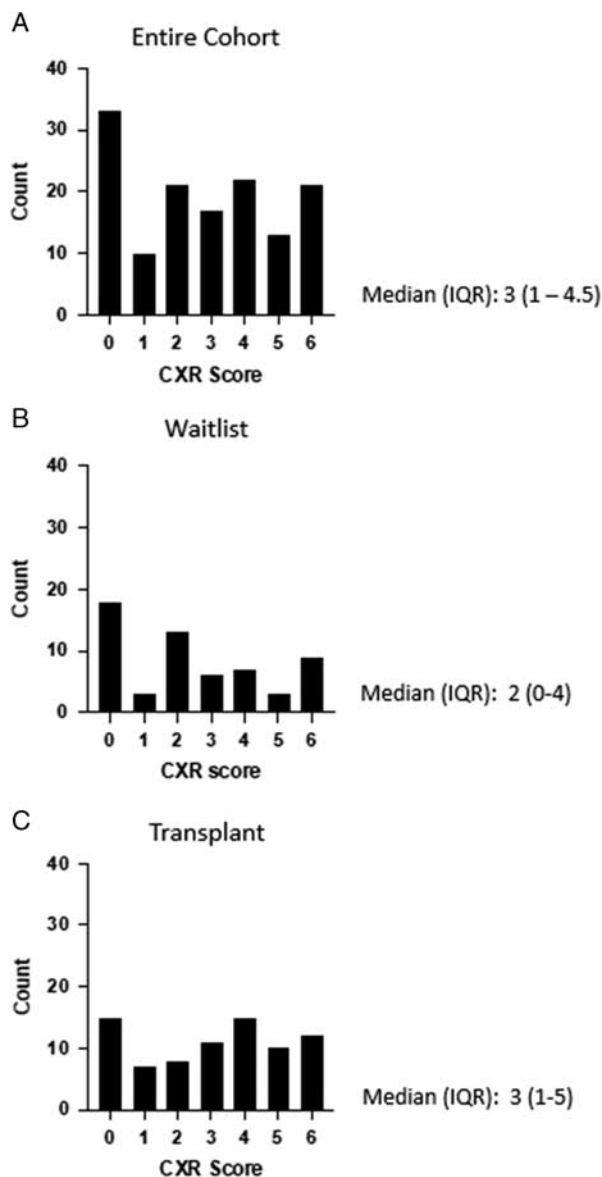 A
Entire Cohort
40
30
20
10
0
Count
0 1 2 3 4 5 6
CXR Score
Median (IQR): 3 (1 – 4.5)
B
Waitlist
40
30
20
10
0
Count
0 1 2 3 4 5 6
CXR score
Median (IQR): 2 (0-4)
C
Transplant
40
30
20
10
0
Count
0 1 2 3 4 5 6
CXR Score
Median (IQR): 3 (1-5)